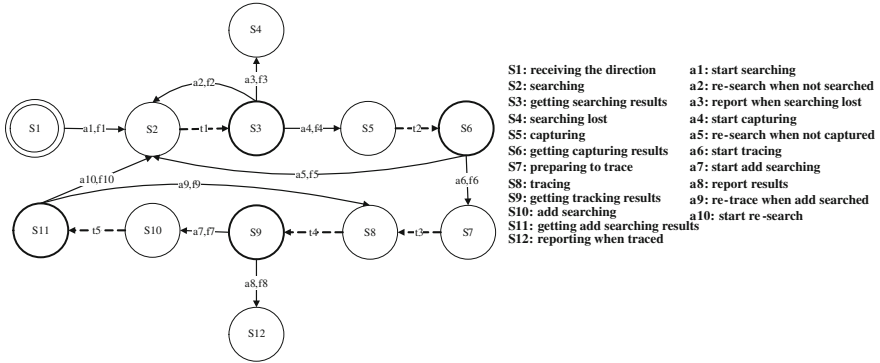 S4
a2,f2
a3,f3
S1
a1,f1
S2
t1
S3
a4,f4
S5
t2
S6
a10,f10
a9,f9
a5,f5
a6,f6
S11
t5
S10
a7,f7
S9
t4
S8
t3
S7
a8,f8
S12
S1: receiving the direction
S2: searching
S3: getting searching results
S4: searching lost
S5: capturing
S6: getting capturing results
S7: preparing to trace
S8: tracing
S9: getting tracking results
S10: add searching
S11: getting add searching results
S12: reporting when traced
a1: start searching
a2: re-search when not searched
a3: report when searching lost
a4: start capturing
a5: re-search when not captured
a6: start tracing
a7: start add searching
a8: report results
a9: re-trace when add searched
a10: start re-search